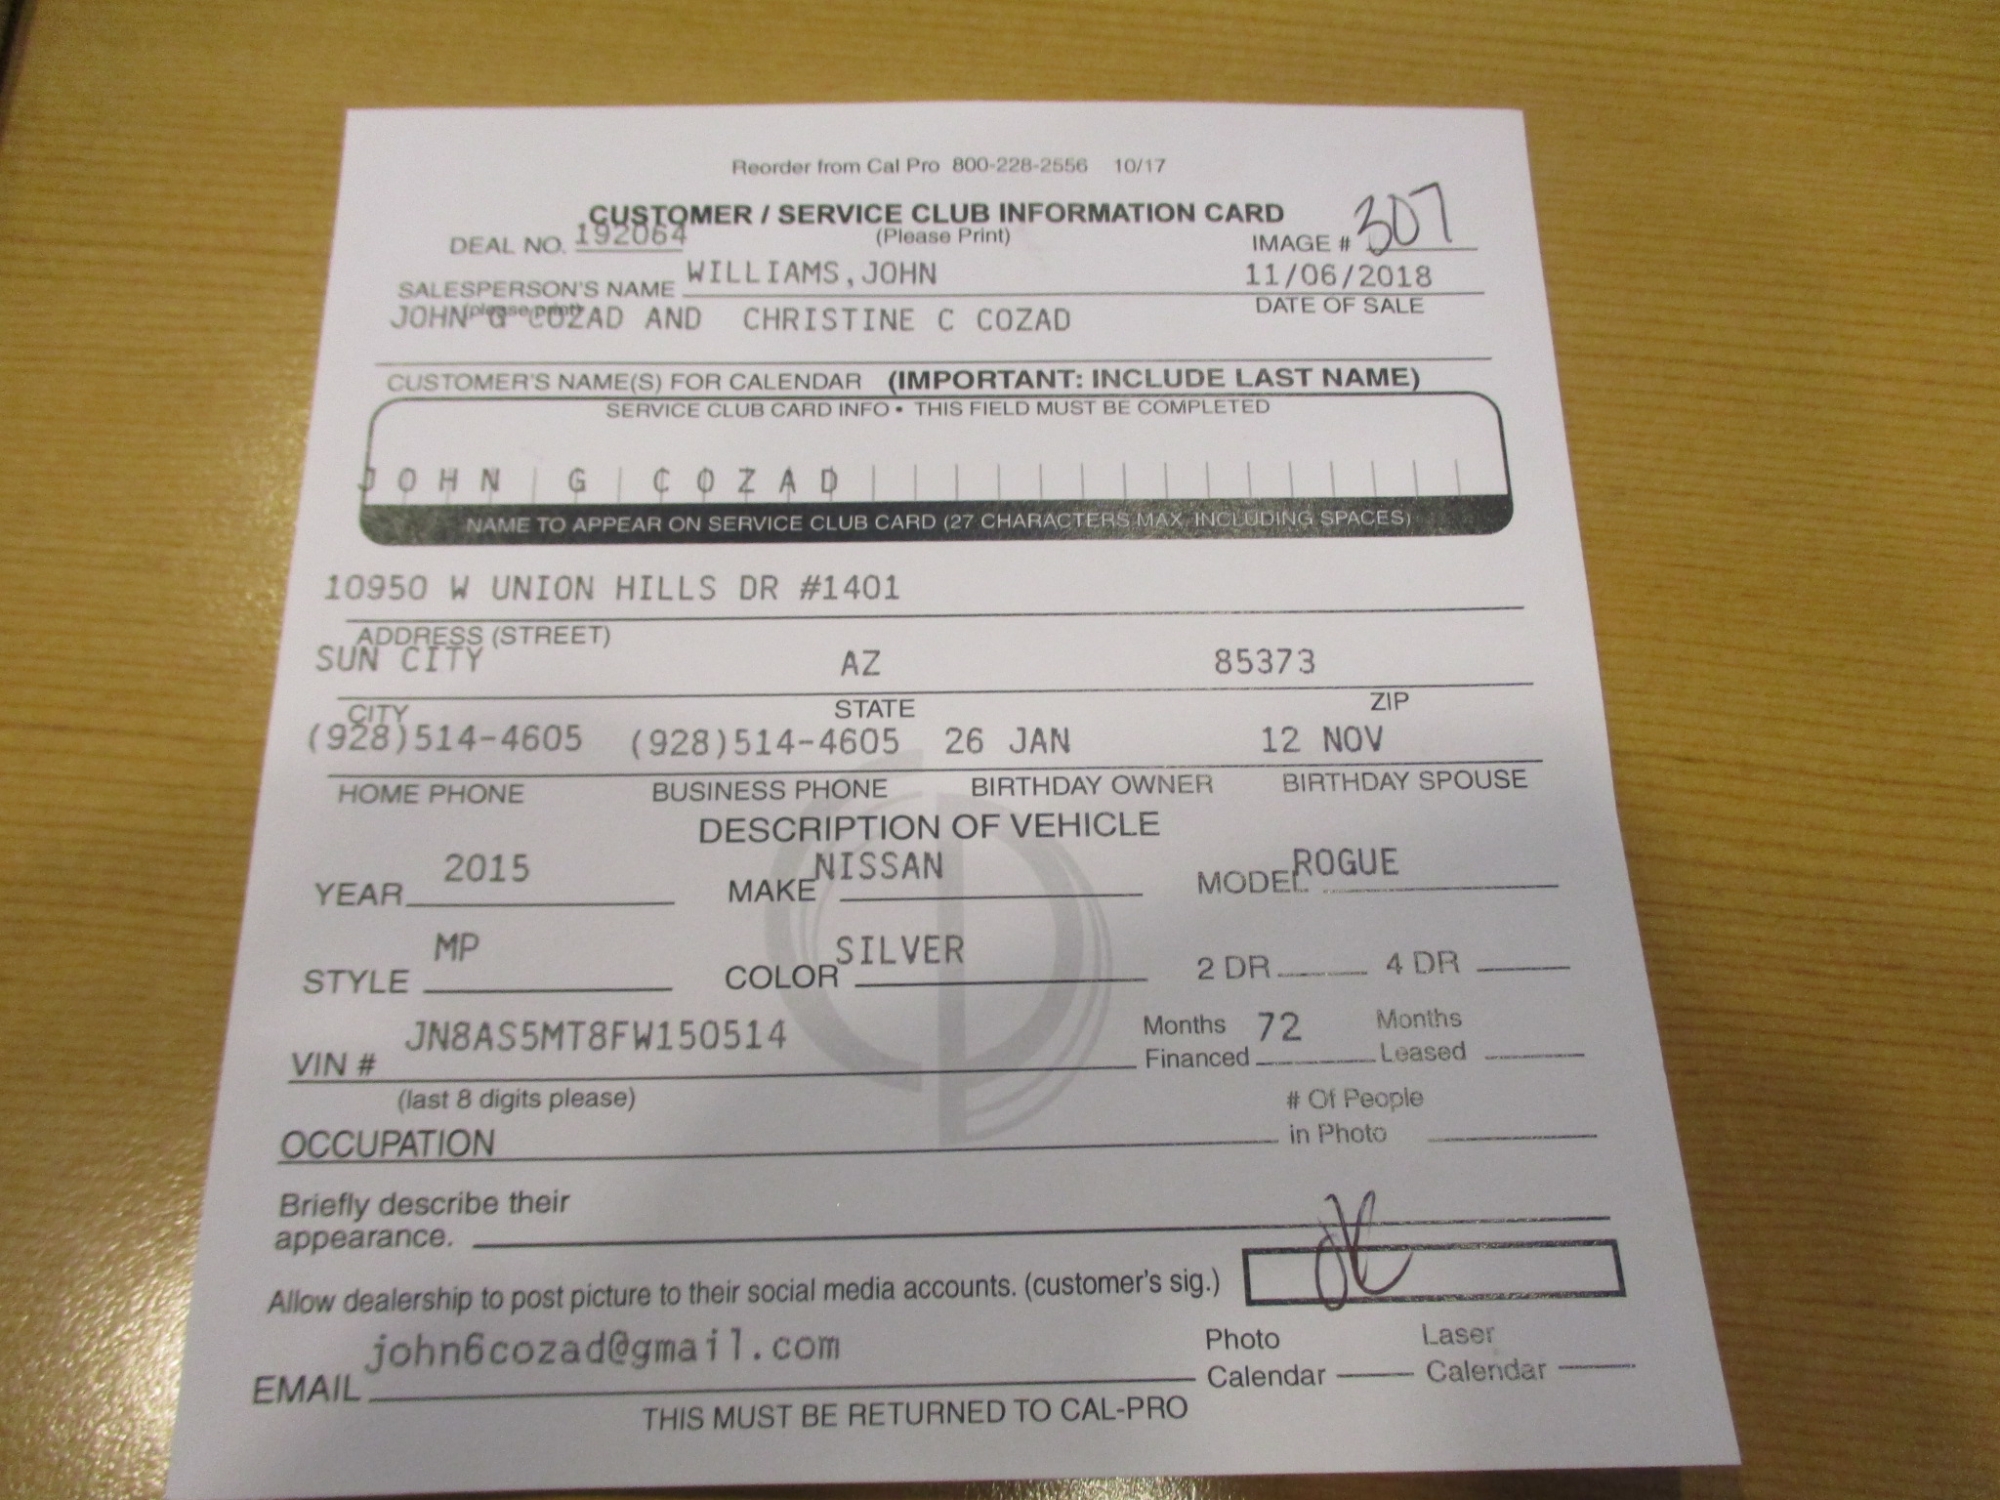 Reorder from Cal Pro 800-228-2556 10/17
CUSTOMER / SERVICE CLUB INFORMATION CARD
(Please Print)
DEAL NO. 192064
IMAGE # 307
SALESPERSON'S NAME WILLIAMS,JOHN 11/06/2018
(please print) DATE OF SALE
JOHN G COZAD AND CHRISTINE C COZAD
CUSTOMER'S NAME(S) FOR CALENDAR (IMPORTANT: INCLUDE LAST NAME)
SERVICE CLUB CARD INFO • THIS FIELD MUST BE COMPLETED
JOHN G COZAD
NAME TO APPEAR ON SERVICE CLUB CARD (27 CHARACTERS MAX, INCLUDING SPACES)
10950 W UNION HILLS DR #1401
ADDRESS (STREET)
SUN CITY AZ 85373
CITY STATE ZIP
(928)514-4605 (928)514-4605 26 JAN 12 NOV
HOME PHONE BUSINESS PHONE BIRTHDAY OWNER BIRTHDAY SPOUSE
DESCRIPTION OF VEHICLE
YEAR 2015 MAKE NISSAN MODEL ROGUE
STYLE MP COLOR SILVER 2 DR 4 DR
VIN # JN8AS5MT8FW150514 Months Financed 72 Months Leased
(last 8 digits please)
OCCUPATION # Of People in Photo
Briefly describe their
appearance.
Allow dealership to post picture to their social media accounts. (customer's sig.)
EMAIL john6cozad@gmail.com Photo Calendar Laser Calendar
THIS MUST BE RETURNED TO CAL-PRO